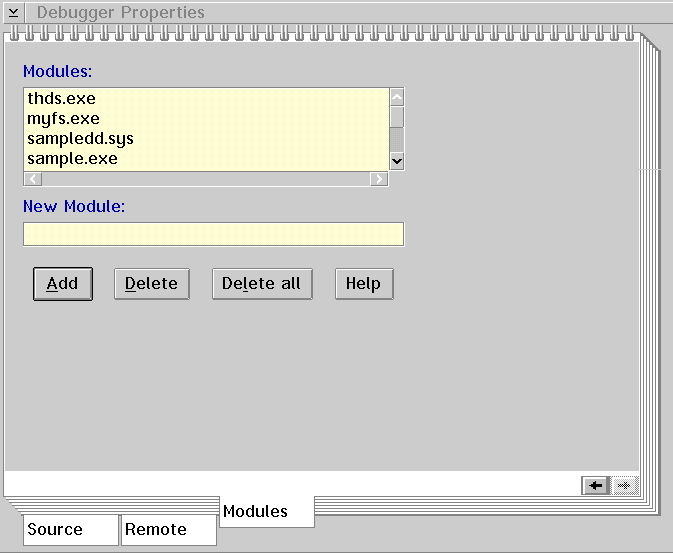 Debugger Properties
Modules:
thds.exe
myfs.exe
sampledd.sys
sample.exe
New Module:
Add Delete Delete all Help
Modules
Source Remote